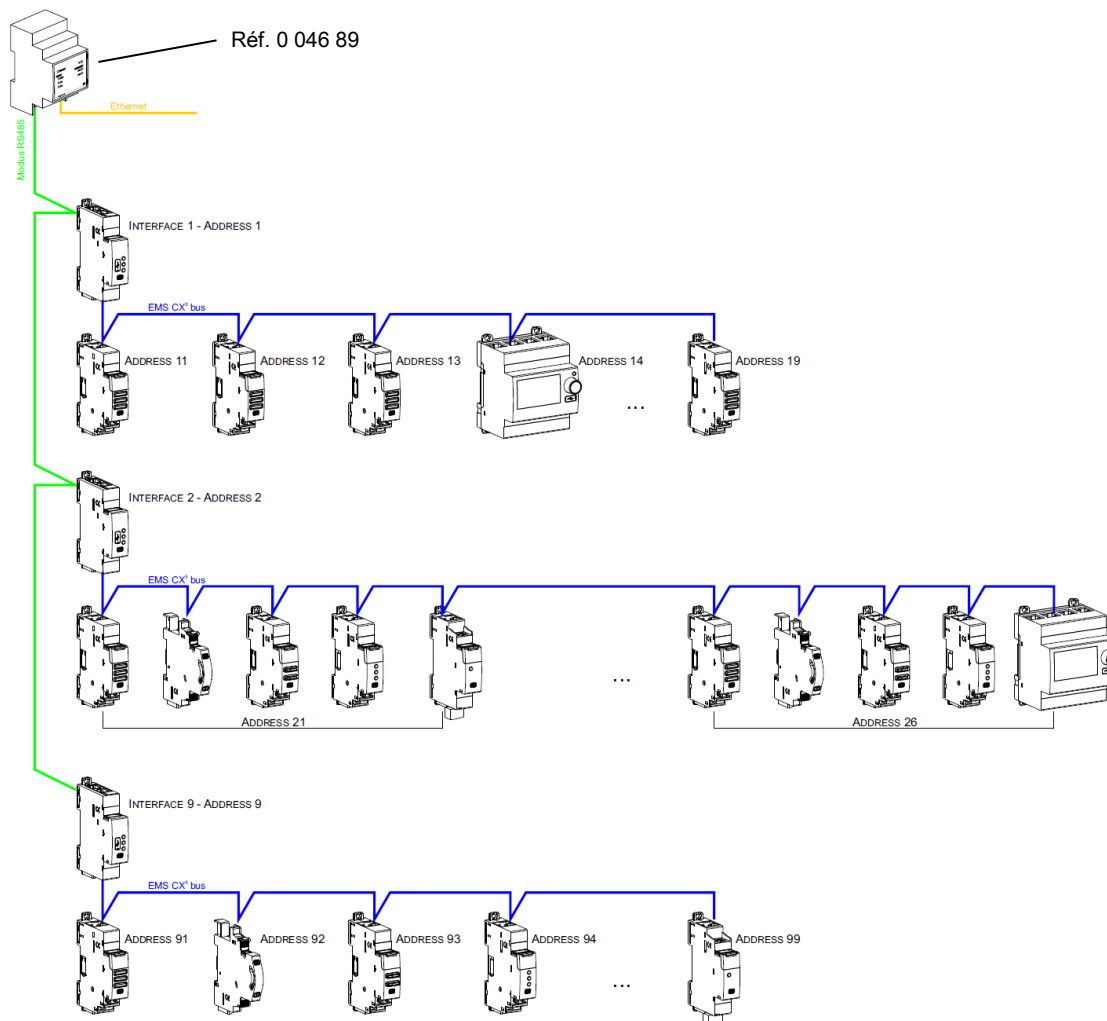 Réf. 0 046 89
Ethernet
Modus RS485
INTERFACE 1 - ADDRESS 1
EMS CX³ bus
ADDRESS 11
ADDRESS 12
ADDRESS 13
ADDRESS 14
ADDRESS 19
...
INTERFACE 2 - ADDRESS 2
EMS CX³ bus
...
ADDRESS 21
ADDRESS 26
INTERFACE 9 - ADDRESS 9
EMS CX³ bus
ADDRESS 91
ADDRESS 92
ADDRESS 93
ADDRESS 94
ADDRESS 99
...